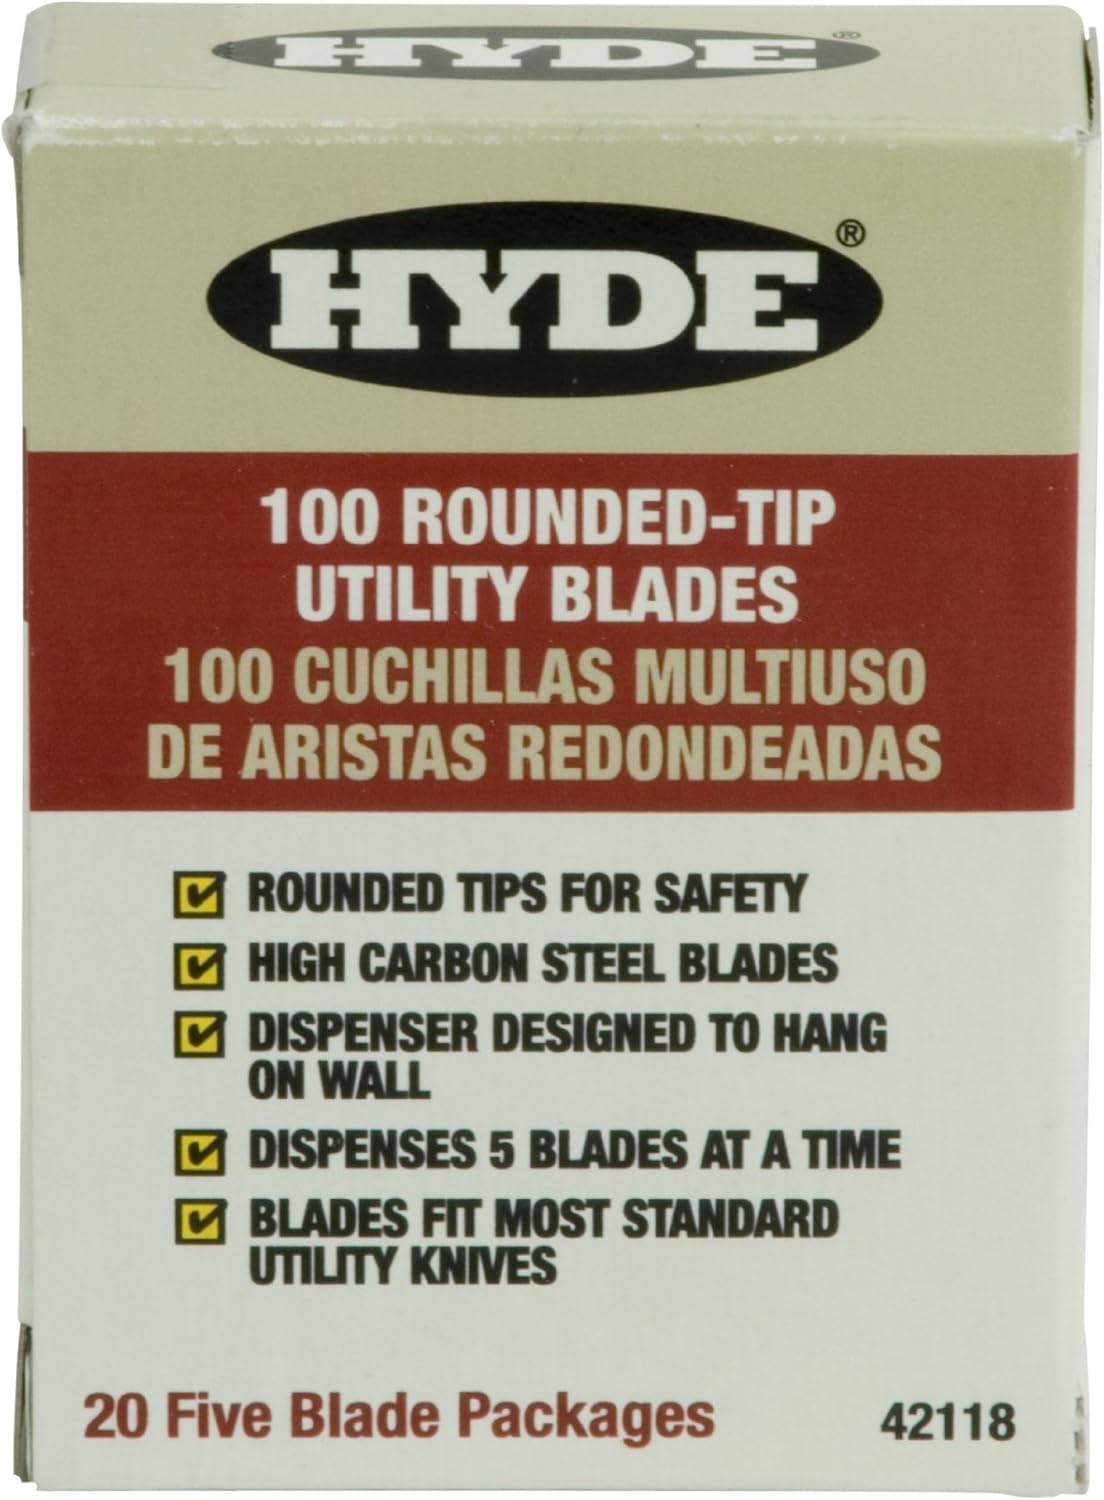 HYDE®
HYDE®
100 ROUNDED-TIP
UTILITY BLADES
100 CUCHILLAS MULTIUSO
DE ARISTAS REDONDEADAS
ROUNDED TIPS FOR SAFETY
HIGH CARBON STEEL BLADES
DISPENSER DESIGNED TO HANG
ON WALL
DISPENSES 5 BLADES AT A TIME
BLADES FIT MOST STANDARD
UTILITY KNIVES
20 Five Blade Packages 42118